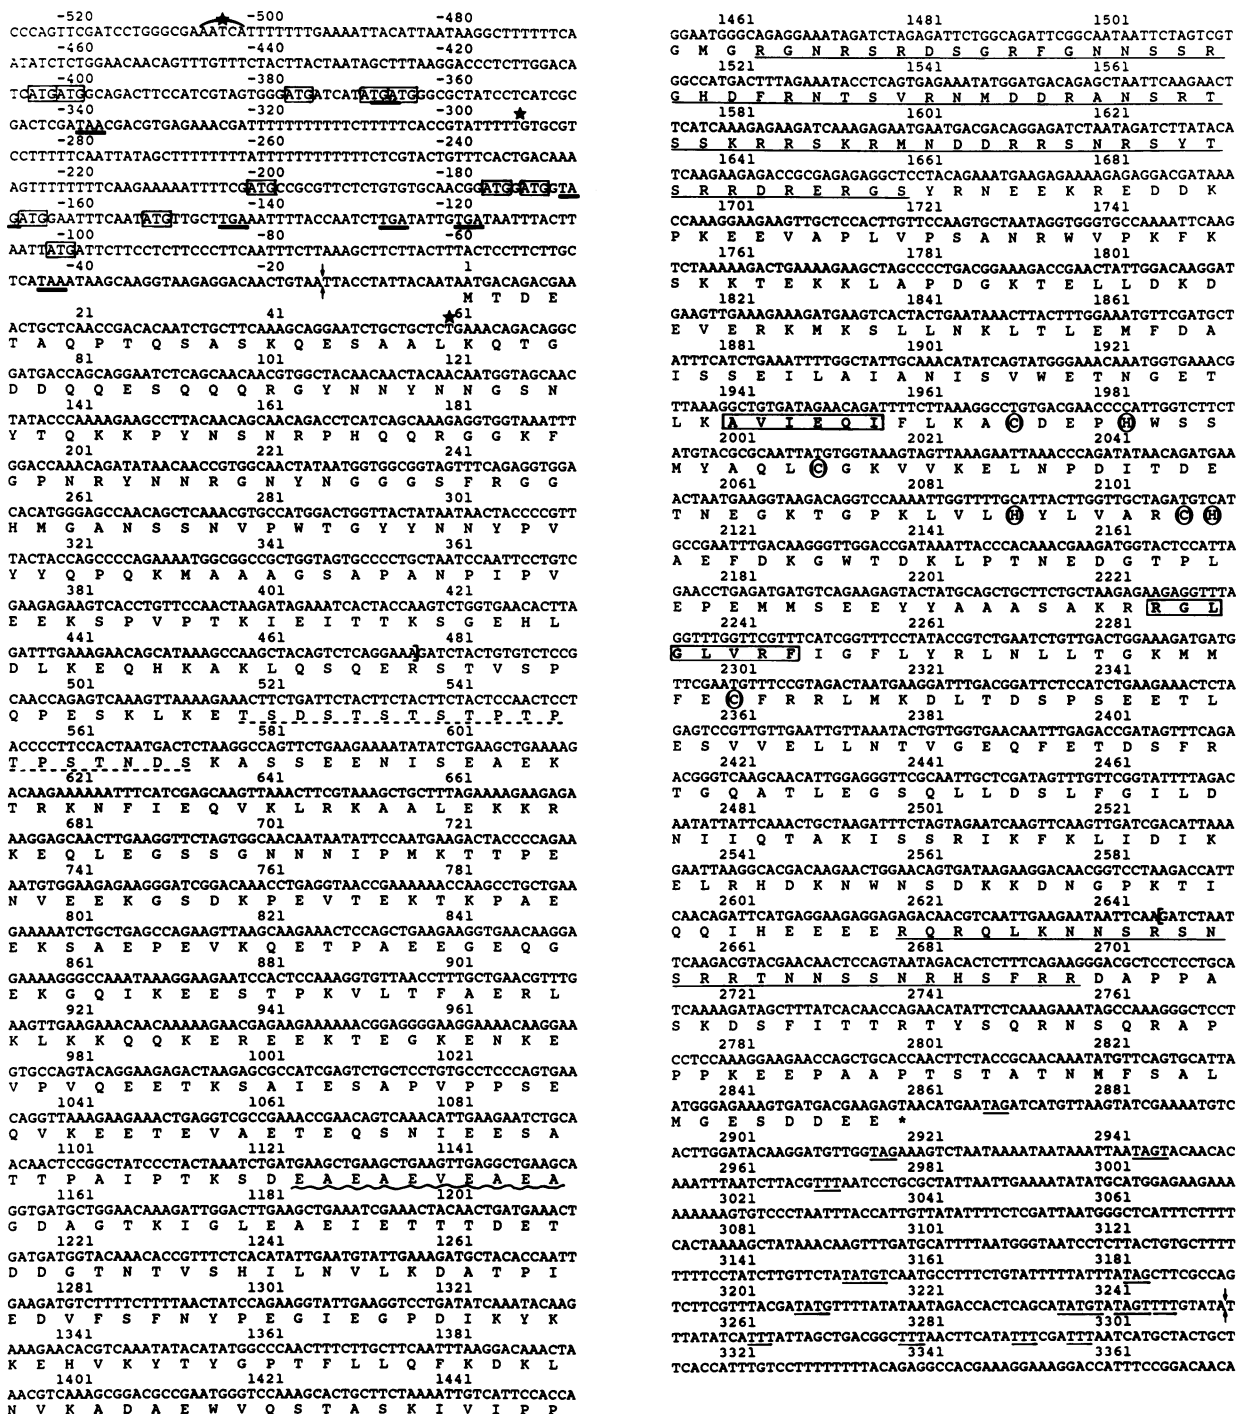 -520 -500 -480
CCCAGTTCGATCCTGGGCGAAATCATTTTTTTGAAAATTACATTAATAAGGCTTTTTTCA
-460 -440 -420
ATATCTCTGGAACAACAGTTTGTTTCTATCTTACTAATAGCTTTAAGGACCCTCTTGGACA
-400 -380 -360
TCATGATGGCAGACTTCCATCGTAGTGGGATGATCATATGATGGGCGCTATCCTCATCGC
-340 -320 -300
GACTCGATAACGACGTGAGAAACGATTTTTTTTTTTTCTTTTTCACCGTATTTTTGTGCGT
-280 -260 -240
CCTTTTTCAATTATAGCTTTTTTTTTATTTTTTTTTTTTTCTCGTACTGTTTCACTGACAAA
-220 -200 -180
AGTTTTTTTTTCAAGAAAAATTTTCGATGCCGCGTTCTCTGTGTGCAACGGATGGATGGTA
-160 -140 -120
GATGGAATTTCAATATGTTGCTTGAAATTTTACCAATCTTGATATTGTGATAATTTACTT
-100 -80 -60
AATTATGATTCTTCCTCTTCCCTTCAATTTCTTAAAGCTTCTTACTTTACTCCTTCTTGC
-40 -20 1
TCATAAATAAGCAAGGTAAGAGGACAACTGTAATTACCTATTACAATAATGACAGACGAA
M T D E
21 41 61
ACTGCTCAACCGACACAATCTGCTTCAAAGCAGGAATCTGCTGCTCTGAAACAGACAGGC
T A Q P T Q S A S K Q E S A A L K Q T G
81 101 121
GATGACCAGCAGGAATCTCAGCAACAACGTGGCTACAACAACTACAACAATGGTAGCAAC
D D Q Q E S Q Q Q R G Y N N Y N N G S N
141 161 181
TATACCCAAAAGAAGCCTTACAACAGCAACAGACCTCATCAGCAAAGAGGTGGTAAATTT
Y T Q K K P Y N S N R P H Q Q R G G K F
201 221 241
GGACCAAACAGATATAACAACCGTGGCAACTATAATGGTGGCGGTAGTTTCAGAGGTGGA
G P N R Y N N R G N Y N G G G S F R G G
261 281 301
CACATGGGAGCCAACAGCTCAAACGTGCCATGGACTGGTTACTATAATAACTACCCCGTT
H M G A N S S N V P W T G Y Y N N Y P V
321 341 361
TACTACCAGCCCCAGAAAATGGCGGCCGCTGGTAGTGCCCCTGCTAATCCAATTCCTGTC
Y Y Q P Q K M A A A G S A P A N P I P V
381 401 421
GAAGAGAAGTCACCTGTTCCAACTAAGATAGAAATCACTACCAAGTCTGGTGAACACTTA
E E K S P V P T K I E I T T K S G E H L
441 461 481
GATTTGAAAGAACAGCATAAAGCCAAGCTACAGTCTCAGGAAAGATCTACTGTGTCTCCG
D L K E Q H K A K L Q S Q E R S T V S P
501 521 541
CAACCAGAGTCAAAGTTAAAAGAAACTTCTGATTCTACTTCTACTTCTACTCCAACTCCT
Q P E S K L K E T S D S T S T S T P T P
561 581 601
ACCCCTTCCACTAATGACTCTAAGGCCAGTTCTGAAGAAAATATATCTGAAGCTGAAAAG
T P S T N D S K A S S E E N I S E A E K
621 641 661
ACAAGAAAAAATTTCATCGAGCAAGTTAAACTTCGTAAAGCTGCTTTAGAAAAGAAGAGA
T R K N F I E Q V K L R K A A L E K K R
681 701 721
AAGGAGCAACTTGAAGGTTCTAGTGGCAACAATAATATTCCAATGAAGACTACCCCAGAA
K E Q L E G S S G N N N I P M K T T P E
741 761 781
AATGTGGAAGAGAAGGGATCGGACAAACCTGAGGTAACCGAAAAAACCAAGCCTGCTGAA
N V E E K G S D K P E V T E K T K P A E
801 821 841
GAAAAATCTGCTGAGCCAGAAGTTAAGCAAGAAACTCCAGCTGAAGAAGGTGAACAAGGA
E K S A E P E V K Q E T P A E E G E Q G
861 881 901
GAAAAGGGCCAAATAAAGGAAGAATCCACTCCAAAGGTGTTAACCTTTGCTGAACGTTTG
E K G Q I K E E S T P K V L T F A E R L
921 941 961
AAGTTGAAGAAACAACAAAAAGAACGAGAAGAAAAAACGGAGGGGAAGGAAAACAAGGAA
K L K K Q Q K E R E E K T E G K E N K E
981 1001 1021
GTGCCAGTACAGGAAGAGACTAAGAGCGCCATCGAGTCTGCTCCTGTGCCTCCCAGTGAA
V P V Q E E T K S A I E S A P V P P S E
1041 1061 1081
CAGGTTAAAGAAGAAACTGAGGTCGCCGAAACCGAACAGTCAAACATTGAAGAATCTGCA
Q V K E E T E V A E T E Q S N I E E S A
1101 1121 1141
ACAACTCCGGCTATCCCTACTAAATCTGATGAAGCTGAAGCTGAAGTTGAGGCTGAAGCA
T T P A I P T K S D E A E A E V E A E A
1161 1181 1201
GGTGATGCTGGAACAAAGATTGGACTTGAAGCTGAAATCGAAACTACAACTGATGAAACT
G D A G T K I G L E A E I E T T T D E T
1221 1241 1261
GATGATGGTACAAACACCGTTTCTCACATATTGAATGTATTGAAAGATGCTACACCAATT
D D G T N T V S H I L N V L K D A T P I
1281 1301 1321
GAAGATGTCTTTTCTTTTAACTATCCAGAAGGTATTGAAGGTCCTGATATCAAATACAAG
E D V F S F N Y P E G I E G P D I K Y K
1341 1361 1381
AAAGAACACGTCAAATATACATATGGCCCAACTTTCTTGCTTCAATTTAAGGACAAACTA
K E H V K Y T Y G P T F L L Q F K D K L
1401 1421 1441
AACGTCAAAGCGGACGCCGAATGGGTCCAAAGCACTGCTTCTAAAATTGTCATTCCACCA
N V K A D A E W V Q S T A S K I V I P P
1461 1481 1501
GGAATGGGCAGAGGAAATAGATCTAGAGATTCTGGCAGATTCGGCAATAATTCTAGTCGT
G M G R G N R S R D S G R F G N N S S R
1521 1541 1561
GGCCATGACTTTAGAAATACCTCAGTGAGAAATATGGATGACAGAGCTAATTCAAGAACT
G H D F R N T S V R N M D D R A N S R T
1581 1601 1621
TCATCAAAGAGAAGATCAAAGAGAATGAATGACGACAGGAGATCTAATAGATCTTATACA
S S K R R S K R M N D D R R S N R S Y T
1641 1661 1681
TCAAGAAGAGACCGCGAGAGAGGCTCCTACAGAAATGAAGAGAAAAGAGAGGACGATAAA
S R R D R E R G S Y R N E E K R E D D K
1701 1721 1741
CCAAAGGAAGAAGTTGCTCCACTTGTTCCAAGTGCTAATAGGTGGGTGCCAAAATTCAAG
P K E E V A P L V P S A N R W V P K F K
1761 1781 1801
TCTAAAAAGACTGAAAAGAAGCTAGCCCCTGACGGAAAGACCGAACTATTGGACAAGGAT
S K K T E K K L A P D G K T E L L D K D
1821 1841 1861
GAAGTTGAAAGAAAGATGAAGTCACTACTGAATAAACTTACTTTGGAAATGTTCGATGCT
E V E R K M K S L L N K L T L E M F D A
1881 1901 1921
ATTTCATCTGAAATTTTGGCTATTGCAAACATATCAGTATGGGAAACAAATGGTGAAACG
I S S E I L A I A N I S V W E T N G E T
1941 1961 1981
TTAAAGGCTGTGATAGAACAGATTTTCTTAAAGGCCTGTGACGAACCCCATTGGTCTTCT
L K A V I E Q I F L K A C D E P H W S S
2001 2021 2041
ATGTACGCGCAATTATGTGGTAAAGTAGTTAAAGAATTAAACCCAGATATAACAGATGAA
M Y A Q L C G K V V K E L N P D I T D E
2061 2081 2101
ACTAATGAAGGTAAGACAGGTCCAAAATTGGTTTTGCATTACTTGGTTGCTAGATGTCAT
T N E G K T G P K L V L H Y L V A R C H
2121 2141 2161
GCCGAATTTGACAAGGGTTGGACCGATAAATTACCCACAAACGAAGATGGTACTCCATTA
A E F D K G W T D K L P T N E D G T P L
2181 2201 2221
GAACCTGAGATGATGTCAGAAGAGTACTATGCAGCTGCTTCTGCTAAGAGAAGAGGTTTA
E P E M M S E E Y Y A A A S A K R R G L
2241 2261 2281
GGTTTGGTTCGTTTCATCGGTTTCCTATACCGTCTGAATCTGTTGACTGGAAAGATGATG
G L V R F I G F L Y R L N L L T G K M M
2301 2321 2341
TTCGAATGTTTCCGTAGACTAATGAAGGATTTGACGGATTCTCCATCTGAAGAAACTCTA
F E C F R R L M K D L T D S P S E E T L
2361 2381 2401
GAGTCCGTTGTTGAATTGTTAAATACTGTTGGTGAACAATTTGAGACCGATAGTTTCAGA
E S V V E L L N T V G E Q F E T D S F R
2421 2441 2461
ACGGGTCAAGCAACATTGGAGGGTTCGCAATTGCTCGATAGTTTGTTCGGTATTTTAGAC
T G Q A T L E G S Q L L D S L F G I L D
2481 2501 2521
AATATTATTCAAACTGCTAAGATTTCTAGTAGAATCAAGTTCAAGTTGATCGACATTAAA
N I I Q T A K I S S R I K F K L I D I K
2541 2561 2581
GAATTAAGGCACGACAAGAACTGGAACAGTGATAAGAAGGACAACGGTCCTAAGACCATT
E L R H D K N W N S D K K D N G P K T I
2601 2621 2641
CAACAGATTCATGAGGAAGAGGAGAGACAACGTCAATTGAAGAATAATTCAAGATCTAAT
Q Q I H E E E E R Q R Q L K N N S R S N
2661 2681 2701
TCAAGACGTACGAACAACTCCAGTAATAGACACTCTTTCAGAAGGGACGCTCCTCCTGCA
S R R T N N S S N R H S F R R D A P P A
2721 2741 2761
TCAAAAGATAGCTTTATCACAACCAGAACATATTCTCAAAGAAATAGCCAAAGGGCTCCT
S K D S F I T T R T Y S Q R N S Q R A P
2781 2801 2821
CCTCCAAAGGAAGAACCAGCTGCACCAACTTCTACCGCAACAAATATGTTCAGTGCATTA
P P K E E P A A P T S T A T N M F S A L
2841 2861 2881
ATGGGAGAAAGTGATGACGAAGAGTAACATGAATAGATCATGTTAAGTATCGAAAATGTC
M G E S D D E E *
2901 2921 2941
ACTTGGATACAAGGATGTTGGTAGAAAGTCTAATAAAATAATAAATTAATAGTACAACAC
2961 2981 3001
AAATTTAATCTTACGTTTAATCCTGCGCTATTAATTGAAAATATATGCATGGAGAAGAAA
3021 3041 3061
AAAAAAGTGTCCCTAATTTACCATTGTTATATTTTCTCGATTAATGGGCTCATTTCTTTT
3081 3101 3121
CACTAAAAGCTATAAACAAGTTTGATGCATTTTAATGGGTAATCCTCTTACTGTGCTTTT
3141 3161 3181
TTTTCCTATCTTGTTCTATATGTCAATGCCTTTCTGTATTTTTATTTATAGCTTCGCCAG
3201 3221 3241
TCTTCGTTTACGATATGTTTTATATAATAGACCACTCAGCATATGTATAGTTTTGTATAT
3261 3281 3301
TTATATCATTTATTAGCTGACGGCTTTAACTTCATATTTCGATTTAATCATGCTACTGCT
3321 3341 3361
TCACCATTTGTCCTTTTTTTTTACAGAGGCCACGAAAGGAAAGGACCATTTCCGGACAACA